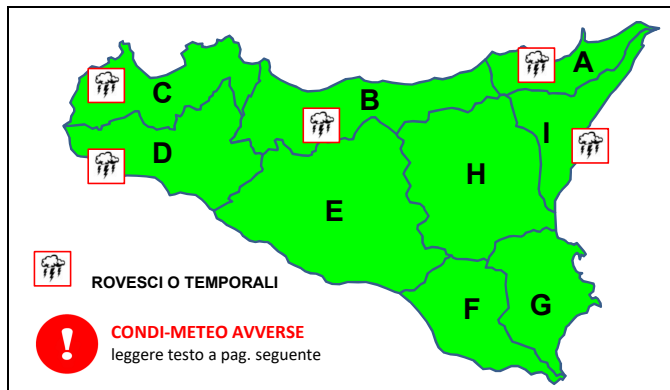 A
C
B
I
D
H
E
F
G
ROVESCI O TEMPORALI
!
CONDI-METEO AVVERSE
leggere testo a pag. seguente